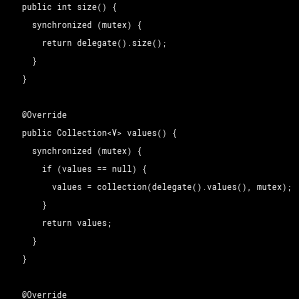 public int size() {
synchronized (mutex) {
return delegate().size();
}
}
@Override
public Collection<V> values() {
synchronized (mutex) {
if (values == null) {
values = collection(delegate().values(), mutex);
}
return values;
}
}
@Override